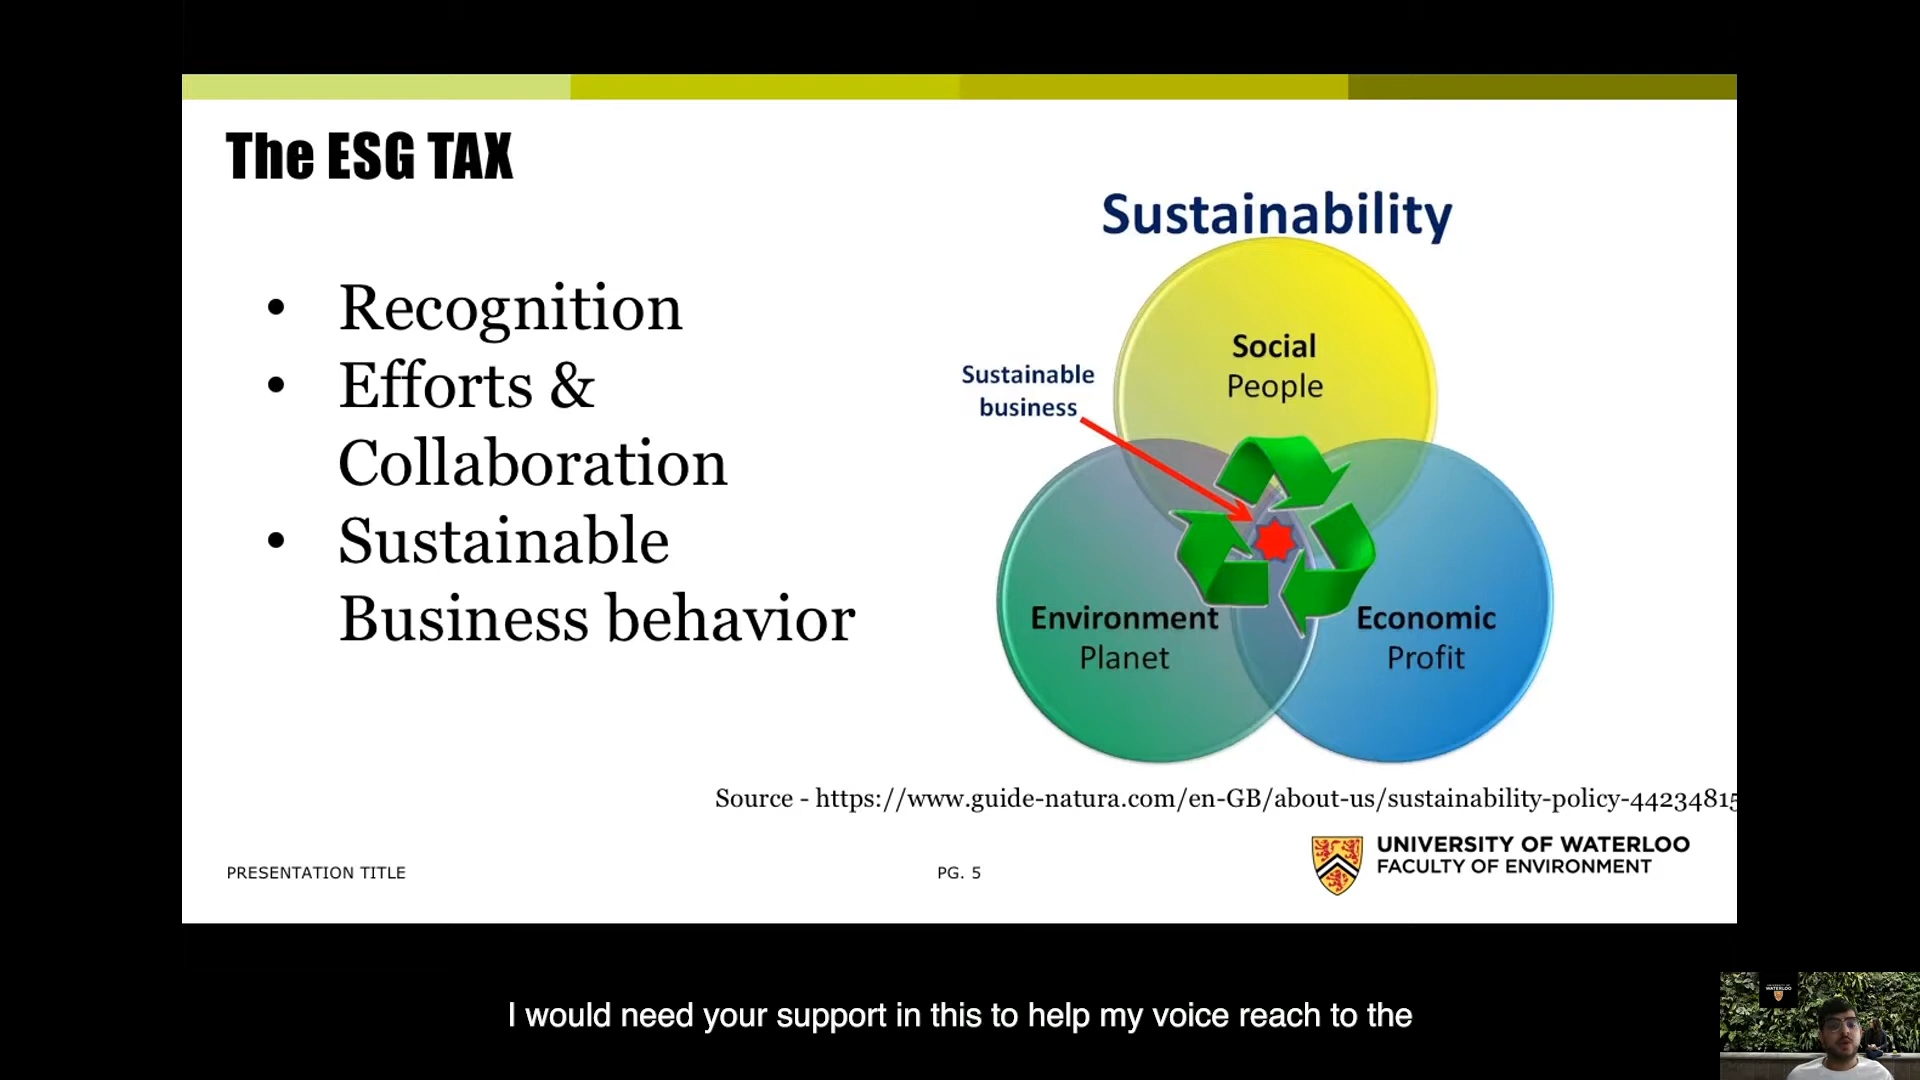 The ESG TAX
• Recognition
• Efforts &
Collaboration
• Sustainable
Business behavior
Sustainability
Social
People
Sustainable
business
Environment
Planet
Economic
Profit
Source - https://www.guide-natura.com/en-GB/about-us/sustainability-policy-44234815
PRESENTATION TITLE
PG. 5
UNIVERSITY OF WATERLOO
FACULTY OF ENVIRONMENT
I would need your support in this to help my voice reach to the
WATERLOO